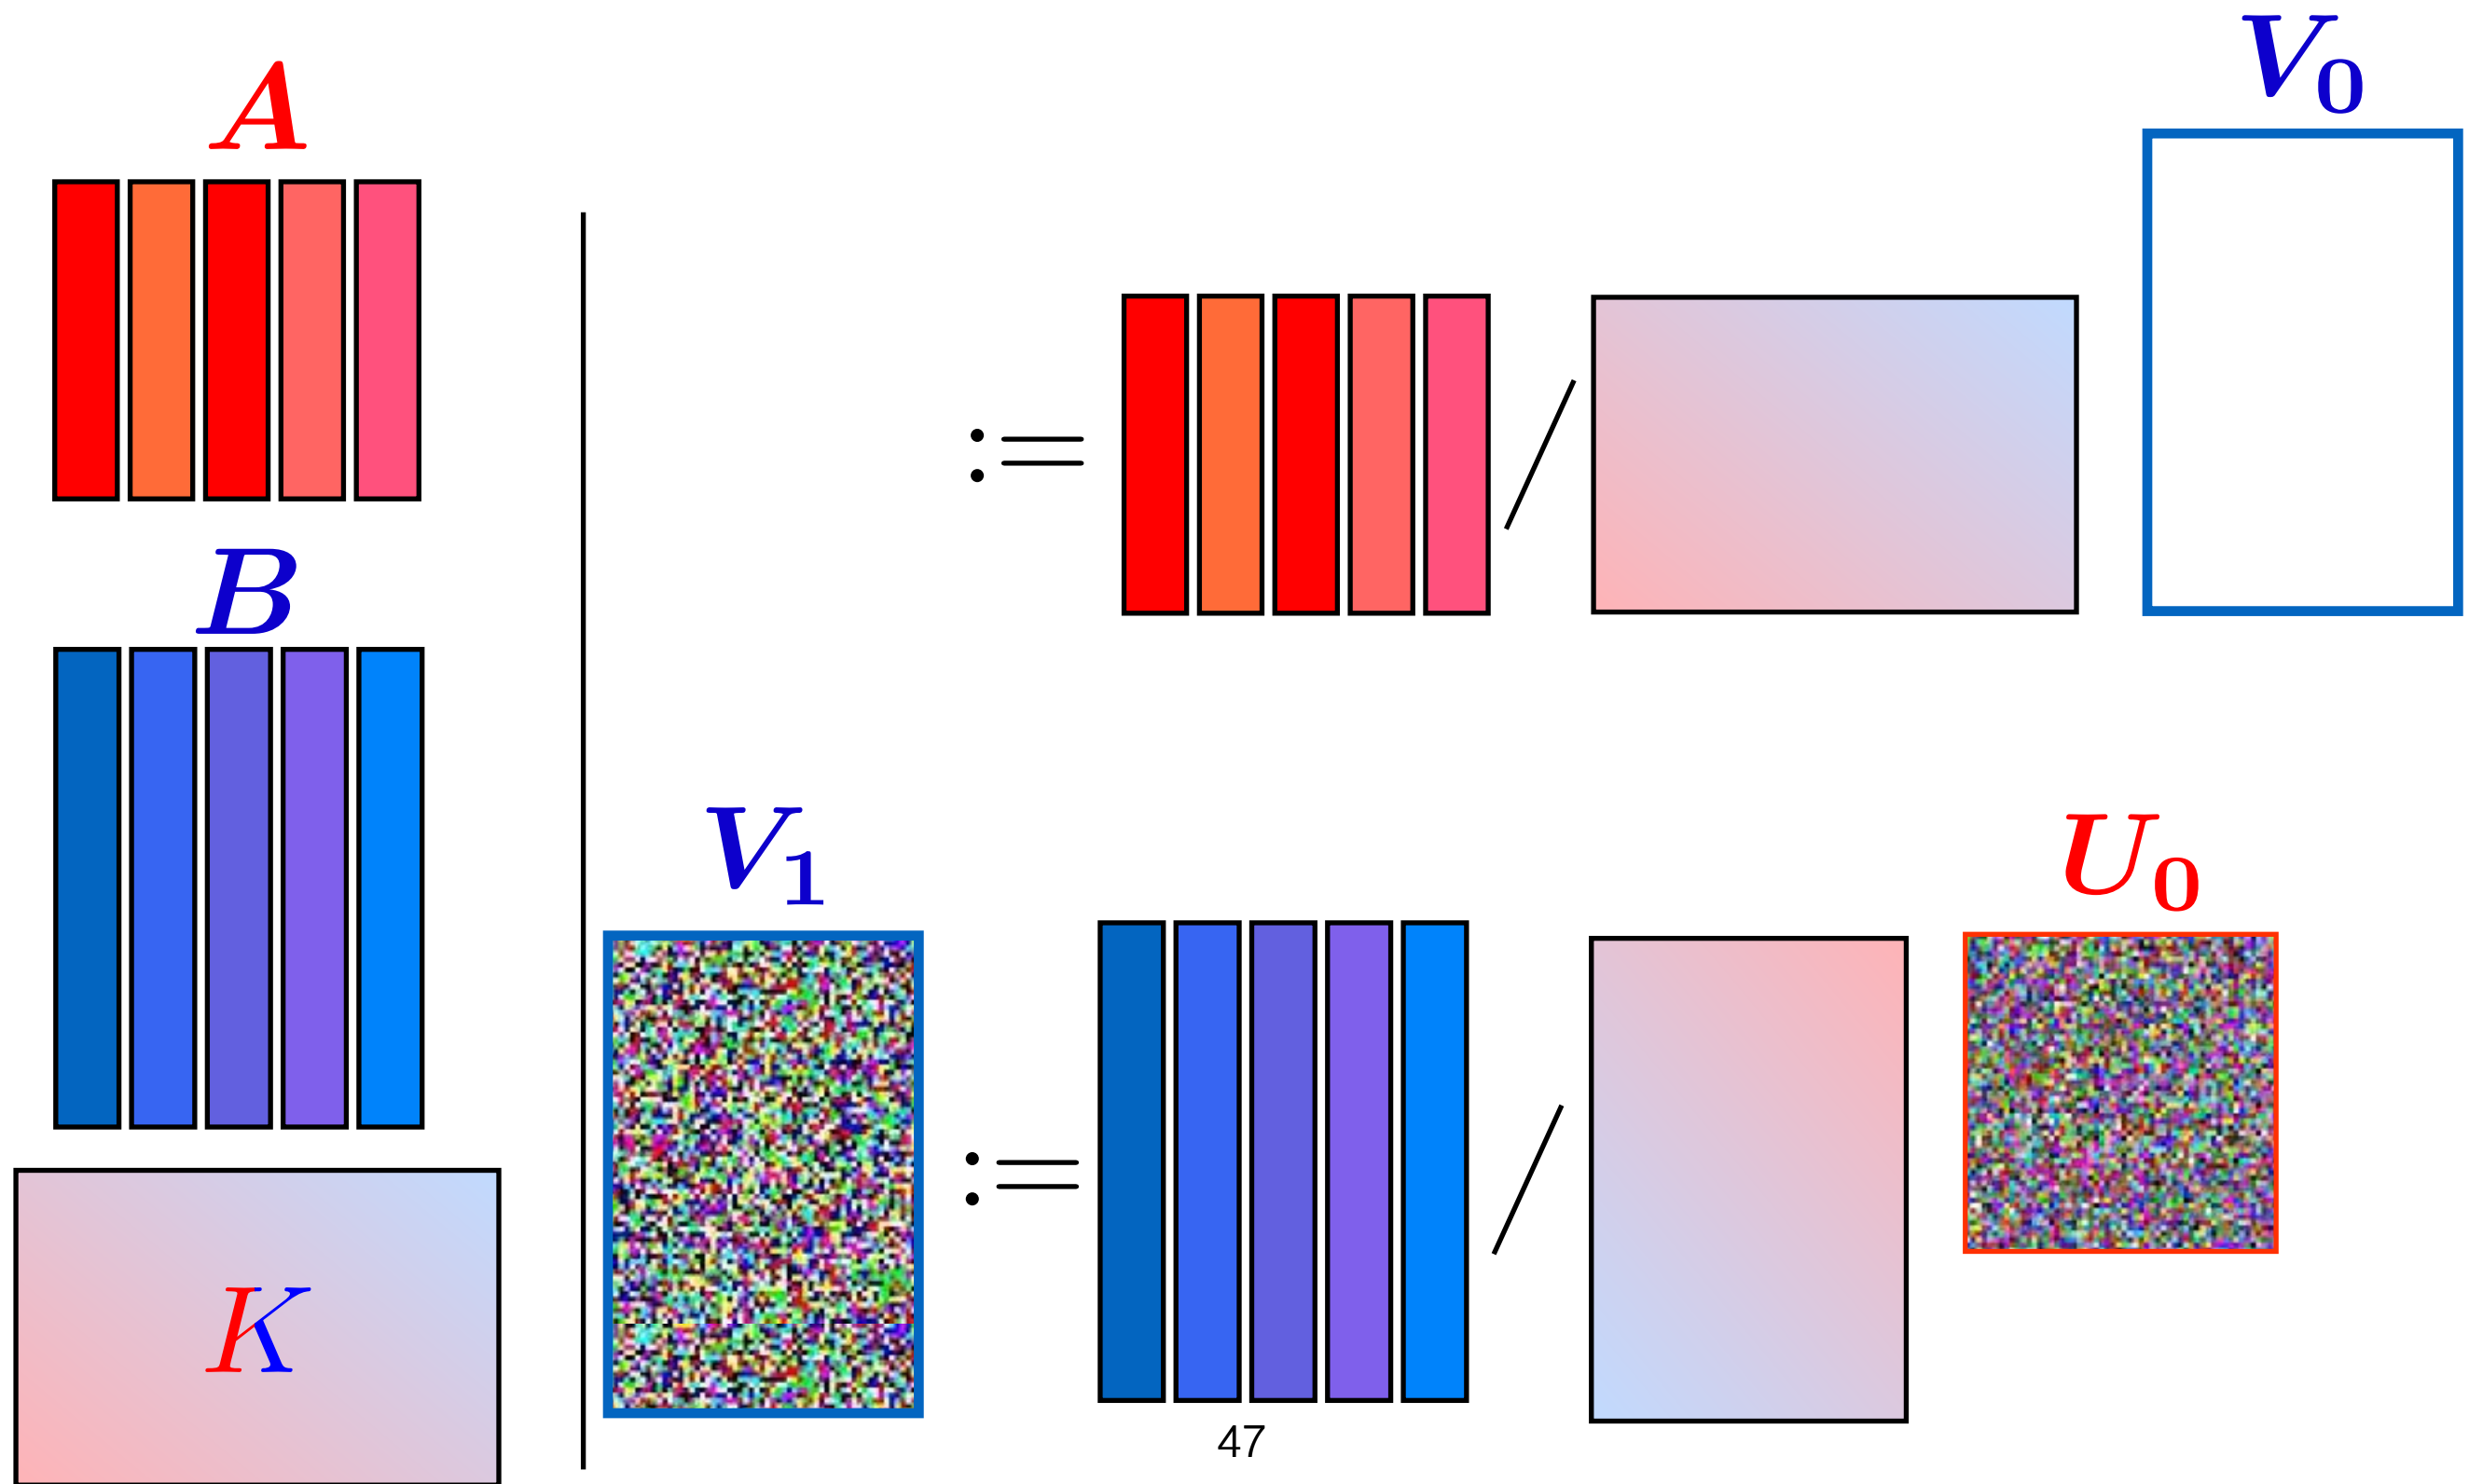 A
V₀
:=
/
B
V₁
U₀
:=
/
K
47